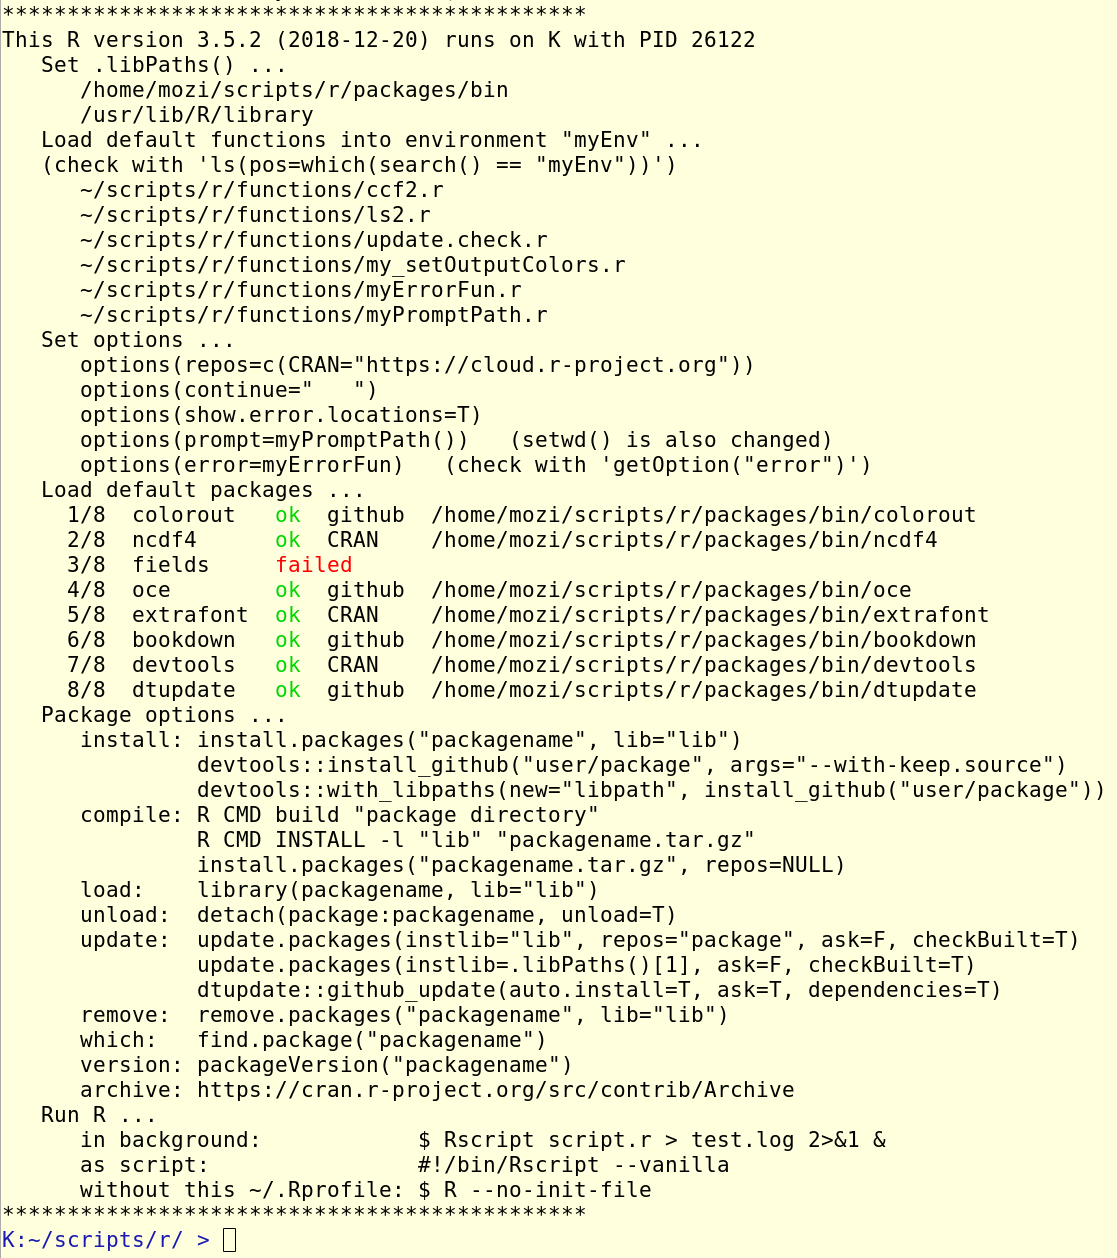 *********************************************
This R version 3.5.2 (2018-12-20) runs on K with PID 26122
   Set .libPaths() ...
      /home/mozi/scripts/r/packages/bin
      /usr/lib/R/library
   Load default functions into environment "myEnv" ...
   (check with 'ls(pos=which(search() == "myEnv"))')
      ~/scripts/r/functions/ccf2.r
      ~/scripts/r/functions/ls2.r
      ~/scripts/r/functions/update.check.r
      ~/scripts/r/functions/my_setOutputColors.r
      ~/scripts/r/functions/myErrorFun.r
      ~/scripts/r/functions/myPromptPath.r
   Set options ...
      options(repos=c(CRAN="https://cloud.r-project.org"))
      options(continue="   ")
      options(show.error.locations=T)
      options(prompt=myPromptPath())   (setwd() is also changed)
      options(error=myErrorFun)   (check with 'getOption("error")')
   Load default packages ...
     1/8  colorout   ok  github  /home/mozi/scripts/r/packages/bin/colorout
     2/8  ncdf4      ok  CRAN    /home/mozi/scripts/r/packages/bin/ncdf4
     3/8  fields     failed
     4/8  oce        ok  github  /home/mozi/scripts/r/packages/bin/oce
     5/8  extrafont  ok  CRAN    /home/mozi/scripts/r/packages/bin/extrafont
     6/8  bookdown   ok  github  /home/mozi/scripts/r/packages/bin/bookdown
     7/8  devtools   ok  CRAN    /home/mozi/scripts/r/packages/bin/devtools
     8/8  dtupdate   ok  github  /home/mozi/scripts/r/packages/bin/dtupdate
   Package options ...
      install: install.packages("packagename", lib="lib")
               devtools::install_github("user/package", args="--with-keep.source")
               devtools::with_libpaths(new="libpath", install_github("user/package"))
      compile: R CMD build "package directory"
               R CMD INSTALL -l "lib" "packagename.tar.gz"
               install.packages("packagename.tar.gz", repos=NULL)
      load:    library(packagename, lib="lib")
      unload:  detach(package:packagename, unload=T)
      update:  update.packages(instlib="lib", repos="package", ask=F, checkBuilt=T)
               update.packages(instlib=.libPaths()[1], ask=F, checkBuilt=T)
               dtupdate::github_update(auto.install=T, ask=T, dependencies=T)
      remove:  remove.packages("packagename", lib="lib")
      which:   find.package("packagename")
      version: packageVersion("packagename")
      archive: https://cran.r-project.org/src/contrib/Archive
   Run R ...
      in background:            $ Rscript script.r > test.log 2>&1 &
      as script:                #!/bin/Rscript --vanilla
      without this ~/.Rprofile: $ R --no-init-file
*********************************************
K:~/scripts/r/ >